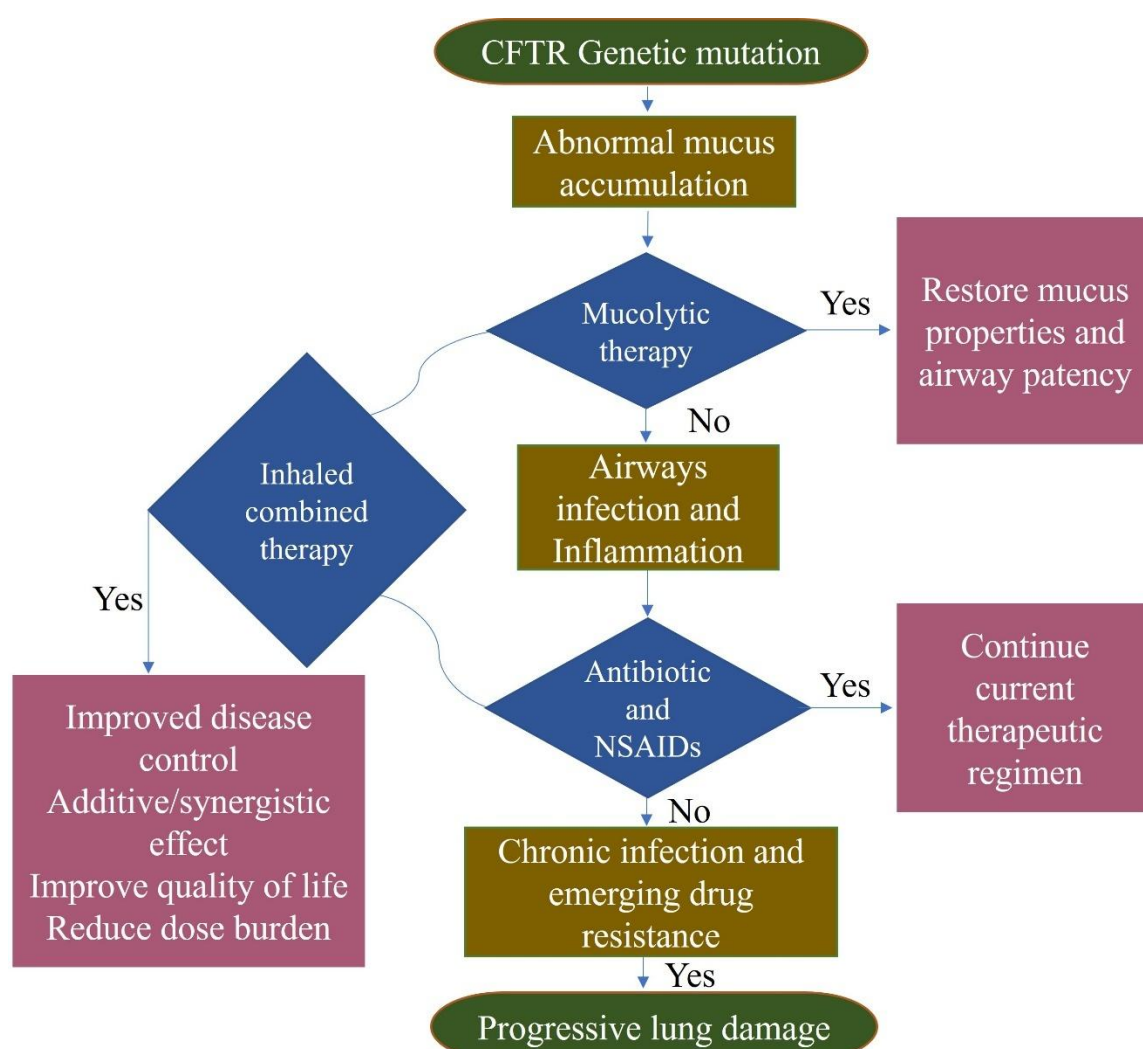 CFTR Genetic mutation
Abnormal mucus
accumulation
Mucolytic
therapy
Yes
Restore mucus
properties and
airway patency
No
Inhaled
combined
therapy
Yes
Airways
infection and
Inflammation
Antibiotic
and
NSAIDs
Yes
Continue
current
therapeutic
regimen
Improved disease
control
Additive/synergistic
effect
Improve quality of life
Reduce dose burden
No
Chronic infection and
emerging drug
resistance
Yes
Progressive lung damage